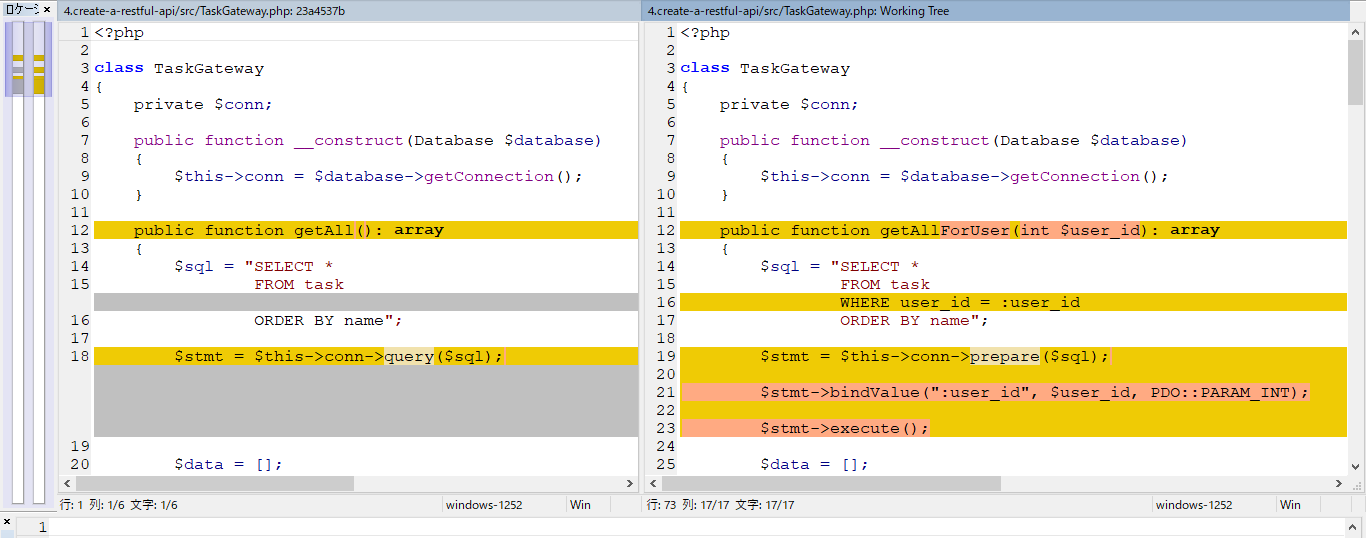 ロケーシ ×
4.create-a-restful-api/src/TaskGateway.php: 23a4537b
1 <?php
2
3 class TaskGateway
4 {
5     private $conn;
6
7     public function __construct(Database $database)
8     {
9         $this->conn = $database->getConnection();
10     }
11
12     public function getAll(): array
13     {
14         $sql = "SELECT *
15                 FROM task
16                 ORDER BY name";
17
18         $stmt = $this->conn->query($sql);
19
20         $data = [];
行: 1 列: 1/6 文字: 1/6
windows-1252
Win
4.create-a-restful-api/src/TaskGateway.php: Working Tree
1 <?php
2
3 class TaskGateway
4 {
5     private $conn;
6
7     public function __construct(Database $database)
8     {
9         $this->conn = $database->getConnection();
10     }
11
12     public function getAllForUser(int $user_id): array
13     {
14         $sql = "SELECT *
15                 FROM task
16                 WHERE user_id = :user_id
17                 ORDER BY name";
18
19         $stmt = $this->conn->prepare($sql);
20
21         $stmt->bindValue(":user_id", $user_id, PDO::PARAM_INT);
22
23         $stmt->execute();
24
25         $data = [];
行: 73 列: 17/17 文字: 17/17
windows-1252
Win
× 1